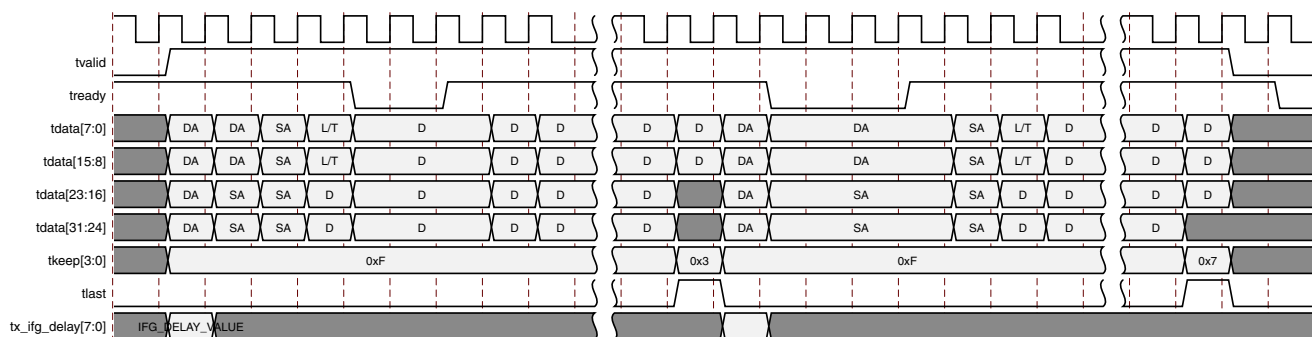 tvalid
tready
tdata[7:0] DA DA SA L/T D D D D D DA DA SA L/T D D D
tdata[15:8] DA DA SA L/T D D D D D DA DA SA L/T D D D
tdata[23:16] DA SA SA D D D D D DA SA SA D D D D
tdata[31:24] DA SA SA D D D D D DA SA SA D D D
tkeep[3:0] 0xF 0x3 0xF 0x7
tlast
tx_ifg_delay[7:0] IFG_DELAY_VALUE